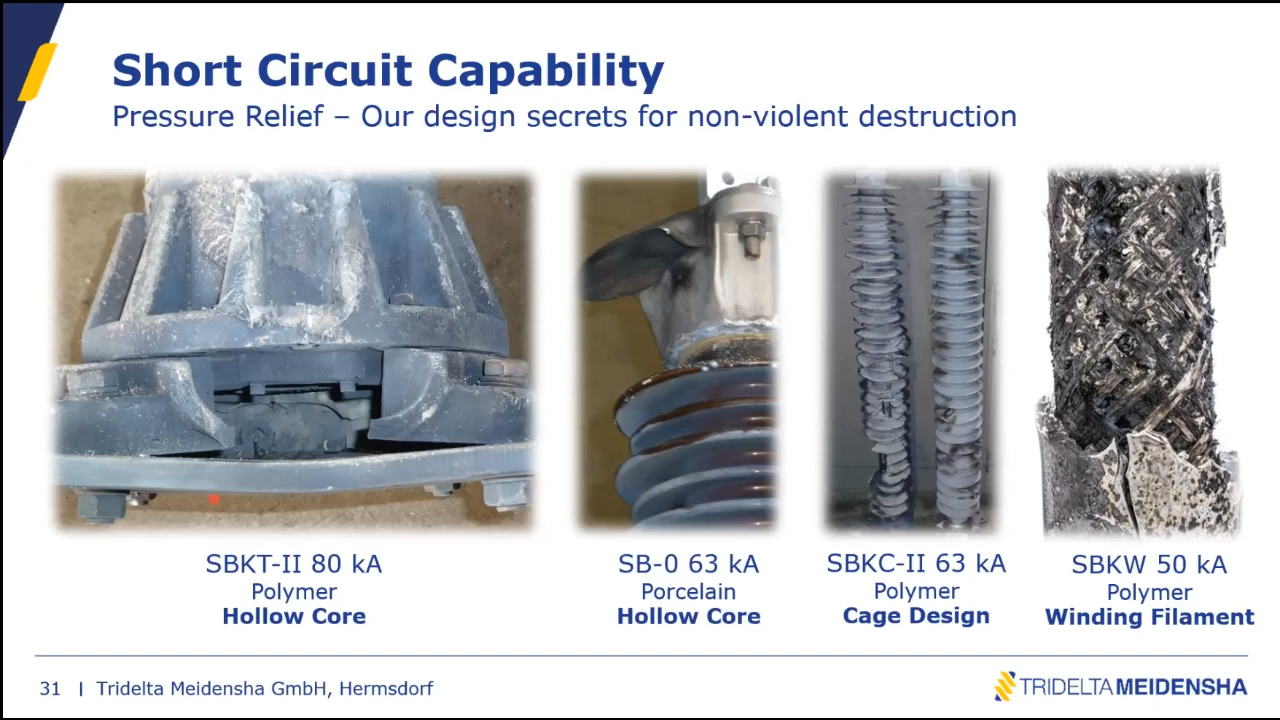 Short Circuit Capability
Pressure Relief – Our design secrets for non-violent destruction
SBKT-II 80 kA
Polymer
Hollow Core
SB-0 63 kA
Porcelain
Hollow Core
SBKC-II 63 kA
Polymer
Cage Design
SBKW 50 kA
Polymer
Winding Filament
31 | Tridelta Meidensha GmbH, Hermsdorf
TRIDELTAMEIDENSHA